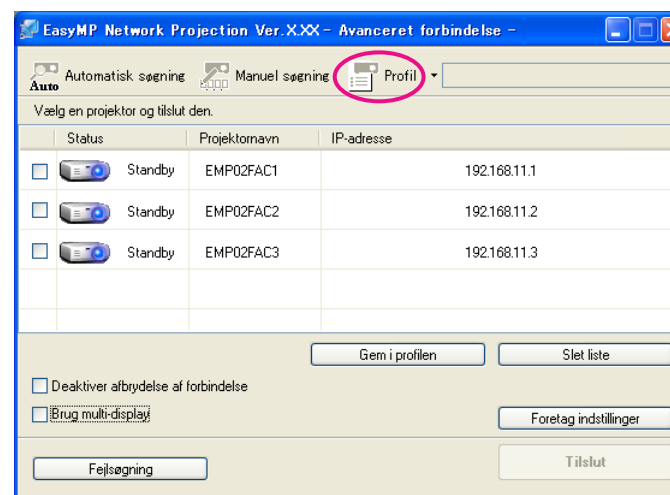 EasyMP Network Projection Ver.X.XX - Avanceret forbindelse -
Auto Automatisk søgning Manuel søgning Profil
Vælg en projektor og tilslut den.
Status Projektornavn IP-adresse
Standby EMP02FAC1 192.168.11.1
Standby EMP02FAC2 192.168.11.2
Standby EMP02FAC3 192.168.11.3
Gem i profilen Slet liste
Deaktiver afbrydelse af forbindelse
Brug multi-display
Foretag indstillinger
Fejlsøgning Tilslut